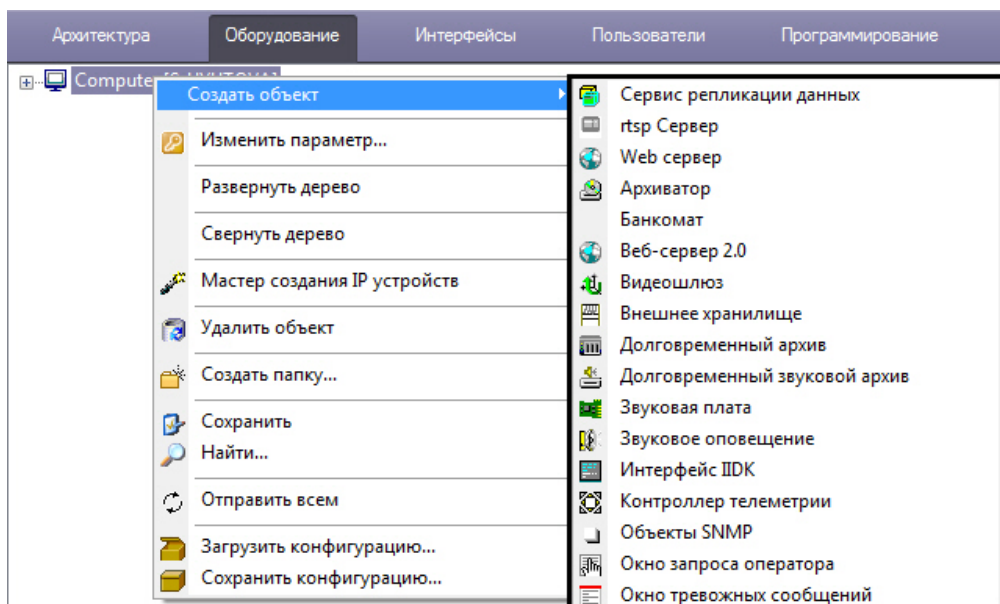 Архитектура Оборудование Интерфейсы Пользователи Программирование
Computer
Создать объект
Изменить параметр...
Развернуть дерево
Свернуть дерево
Мастер создания IP устройств
Удалить объект
Создать папку...
Сохранить
Найти...
Отправить всем
Загрузить конфигурацию...
Сохранить конфигурацию...
Сервис репликации данных
rtsp Сервер
Web сервер
Архиватор
Банкомат
Веб-сервер 2.0
Видеошлюз
Внешнее хранилище
Долговременный архив
Долговременный звуковой архив
Звуковая плата
Звуковое оповещение
Интерфейс IIDK
Контроллер телеметрии
Объекты SNMP
Окно запроса оператора
Окно тревожных сообщений